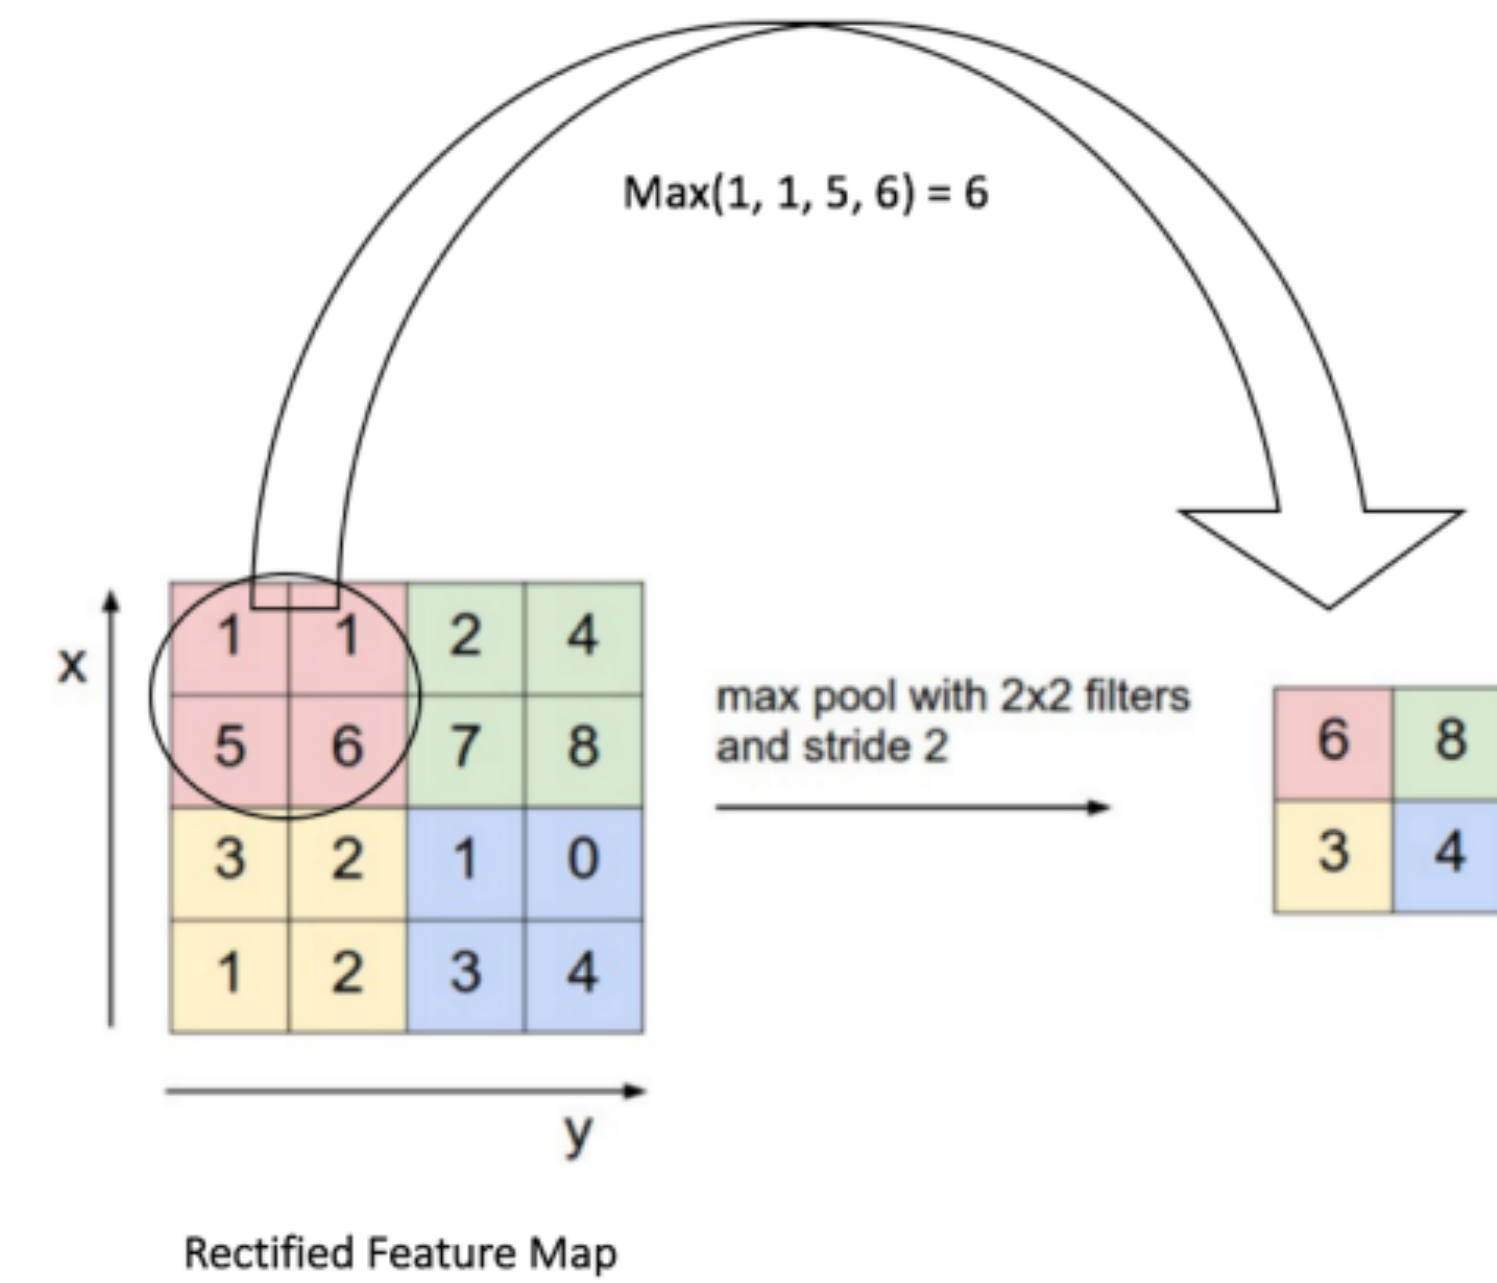 Max(1, 1, 5, 6) = 6
x
1 1 2 4
5 6 7 8
3 2 1 0
1 2 3 4
max pool with 2x2 filters
and stride 2
6 8
3 4
y
Rectified Feature Map